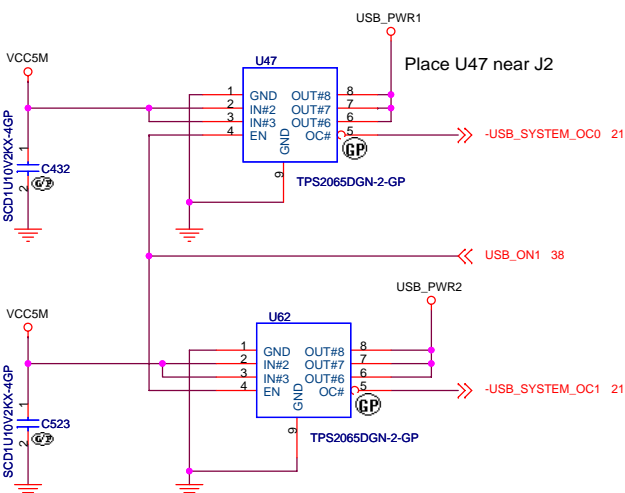 USB_PWR1
VCC5M
U47
Place U47 near J2
1 GND OUT#8 8
2 IN#2 OUT#7 7
3 IN#3 OUT#6 6
4 EN OC# 5
GND
9
GP
-USB_SYSTEM_OC0 21
TPS2065DGN-2-GP
SCD1U10V2KX-4GP
1
C432
2
G/P
USB_ON1 38
USB_PWR2
VCC5M
U62
1 GND OUT#8 8
2 IN#2 OUT#7 7
3 IN#3 OUT#6 6
4 EN OC# 5
GND
9
GP
-USB_SYSTEM_OC1 21
TPS2065DGN-2-GP
SCD1U10V2KX-4GP
1
C523
2
G/P